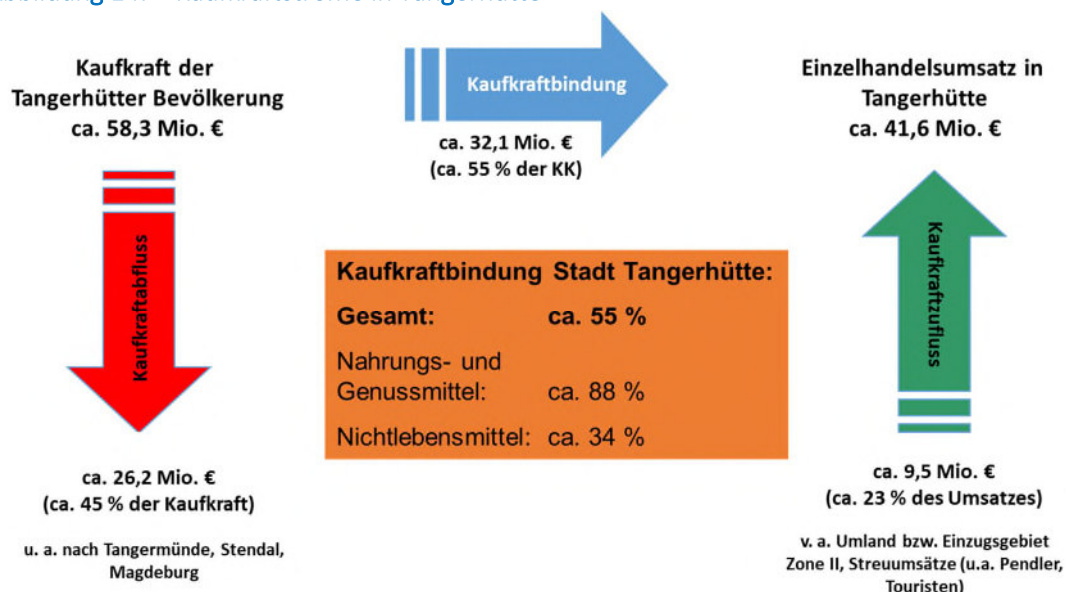 Kaufkraft der
Tangerhütter Bevölkerung
ca. 58,3 Mio. €
Kaufkraftbindung
ca. 32,1 Mio. €
(ca. 55 % der KK)
Einzelhandelsumsatz in
Tangerhütte
ca. 41,6 Mio. €
Kaufkraftabfluss
Kaufkraftbindung Stadt Tangerhütte:
Gesamt: ca. 55 %
Nahrungs- und
Genussmittel: ca. 88 %
Nichtlebensmittel: ca. 34 %
Kaufkraftzufluss
ca. 26,2 Mio. €
(ca. 45 % der Kaufkraft)
u. a. nach Tangermünde, Stendal,
Magdeburg
ca. 9,5 Mio. €
(ca. 23 % des Umsatzes)
v. a. Umland bzw. Einzugsgebiet
Zone II, Streuumsätze (u.a. Pendler,
Touristen)